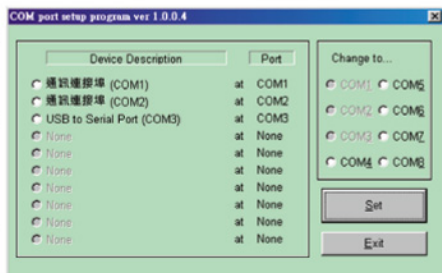 COM port setup program ver 1.0.0.4
Device Description Port
通訊連接埠 (COM1) at COM1
通訊連接埠 (COM2) at COM2
USB to Serial Port (COM3) at COM3
None at None
None at None
None at None
None at None
None at None
None at None
None at None
Change to...
COM1 COM5
COM2 COM6
COM3 COM7
COM4 COM8
Set
Exit